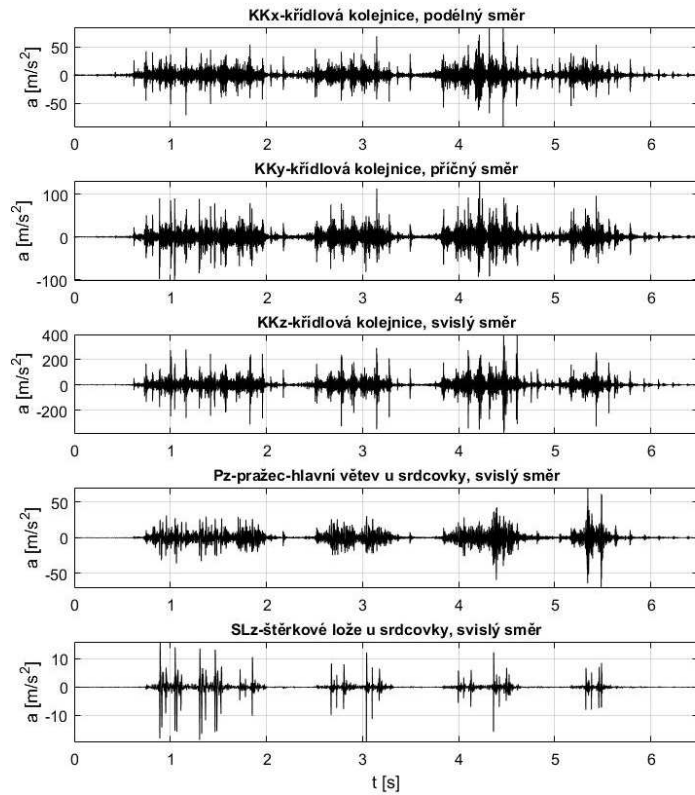 KKx-křídlová kolejnice, podélný směr
a [m/s²]
50
0
-50
0 1 2 3 4 5 6
KKy-křídlová kolejnice, příčný směr
a [m/s²]
100
0
-100
0 1 2 3 4 5 6
KKz-křídlová kolejnice, svislý směr
a [m/s²]
400
200
0
-200
0 1 2 3 4 5 6
Pz-pražec-hlavní větev u srdcovky, svislý směr
a [m/s²]
50
0
-50
0 1 2 3 4 5 6
SLz-štěrkové lože u srdcovky, svislý směr
a [m/s²]
10
0
-10
0 1 2 3 4 5 6
t [s]